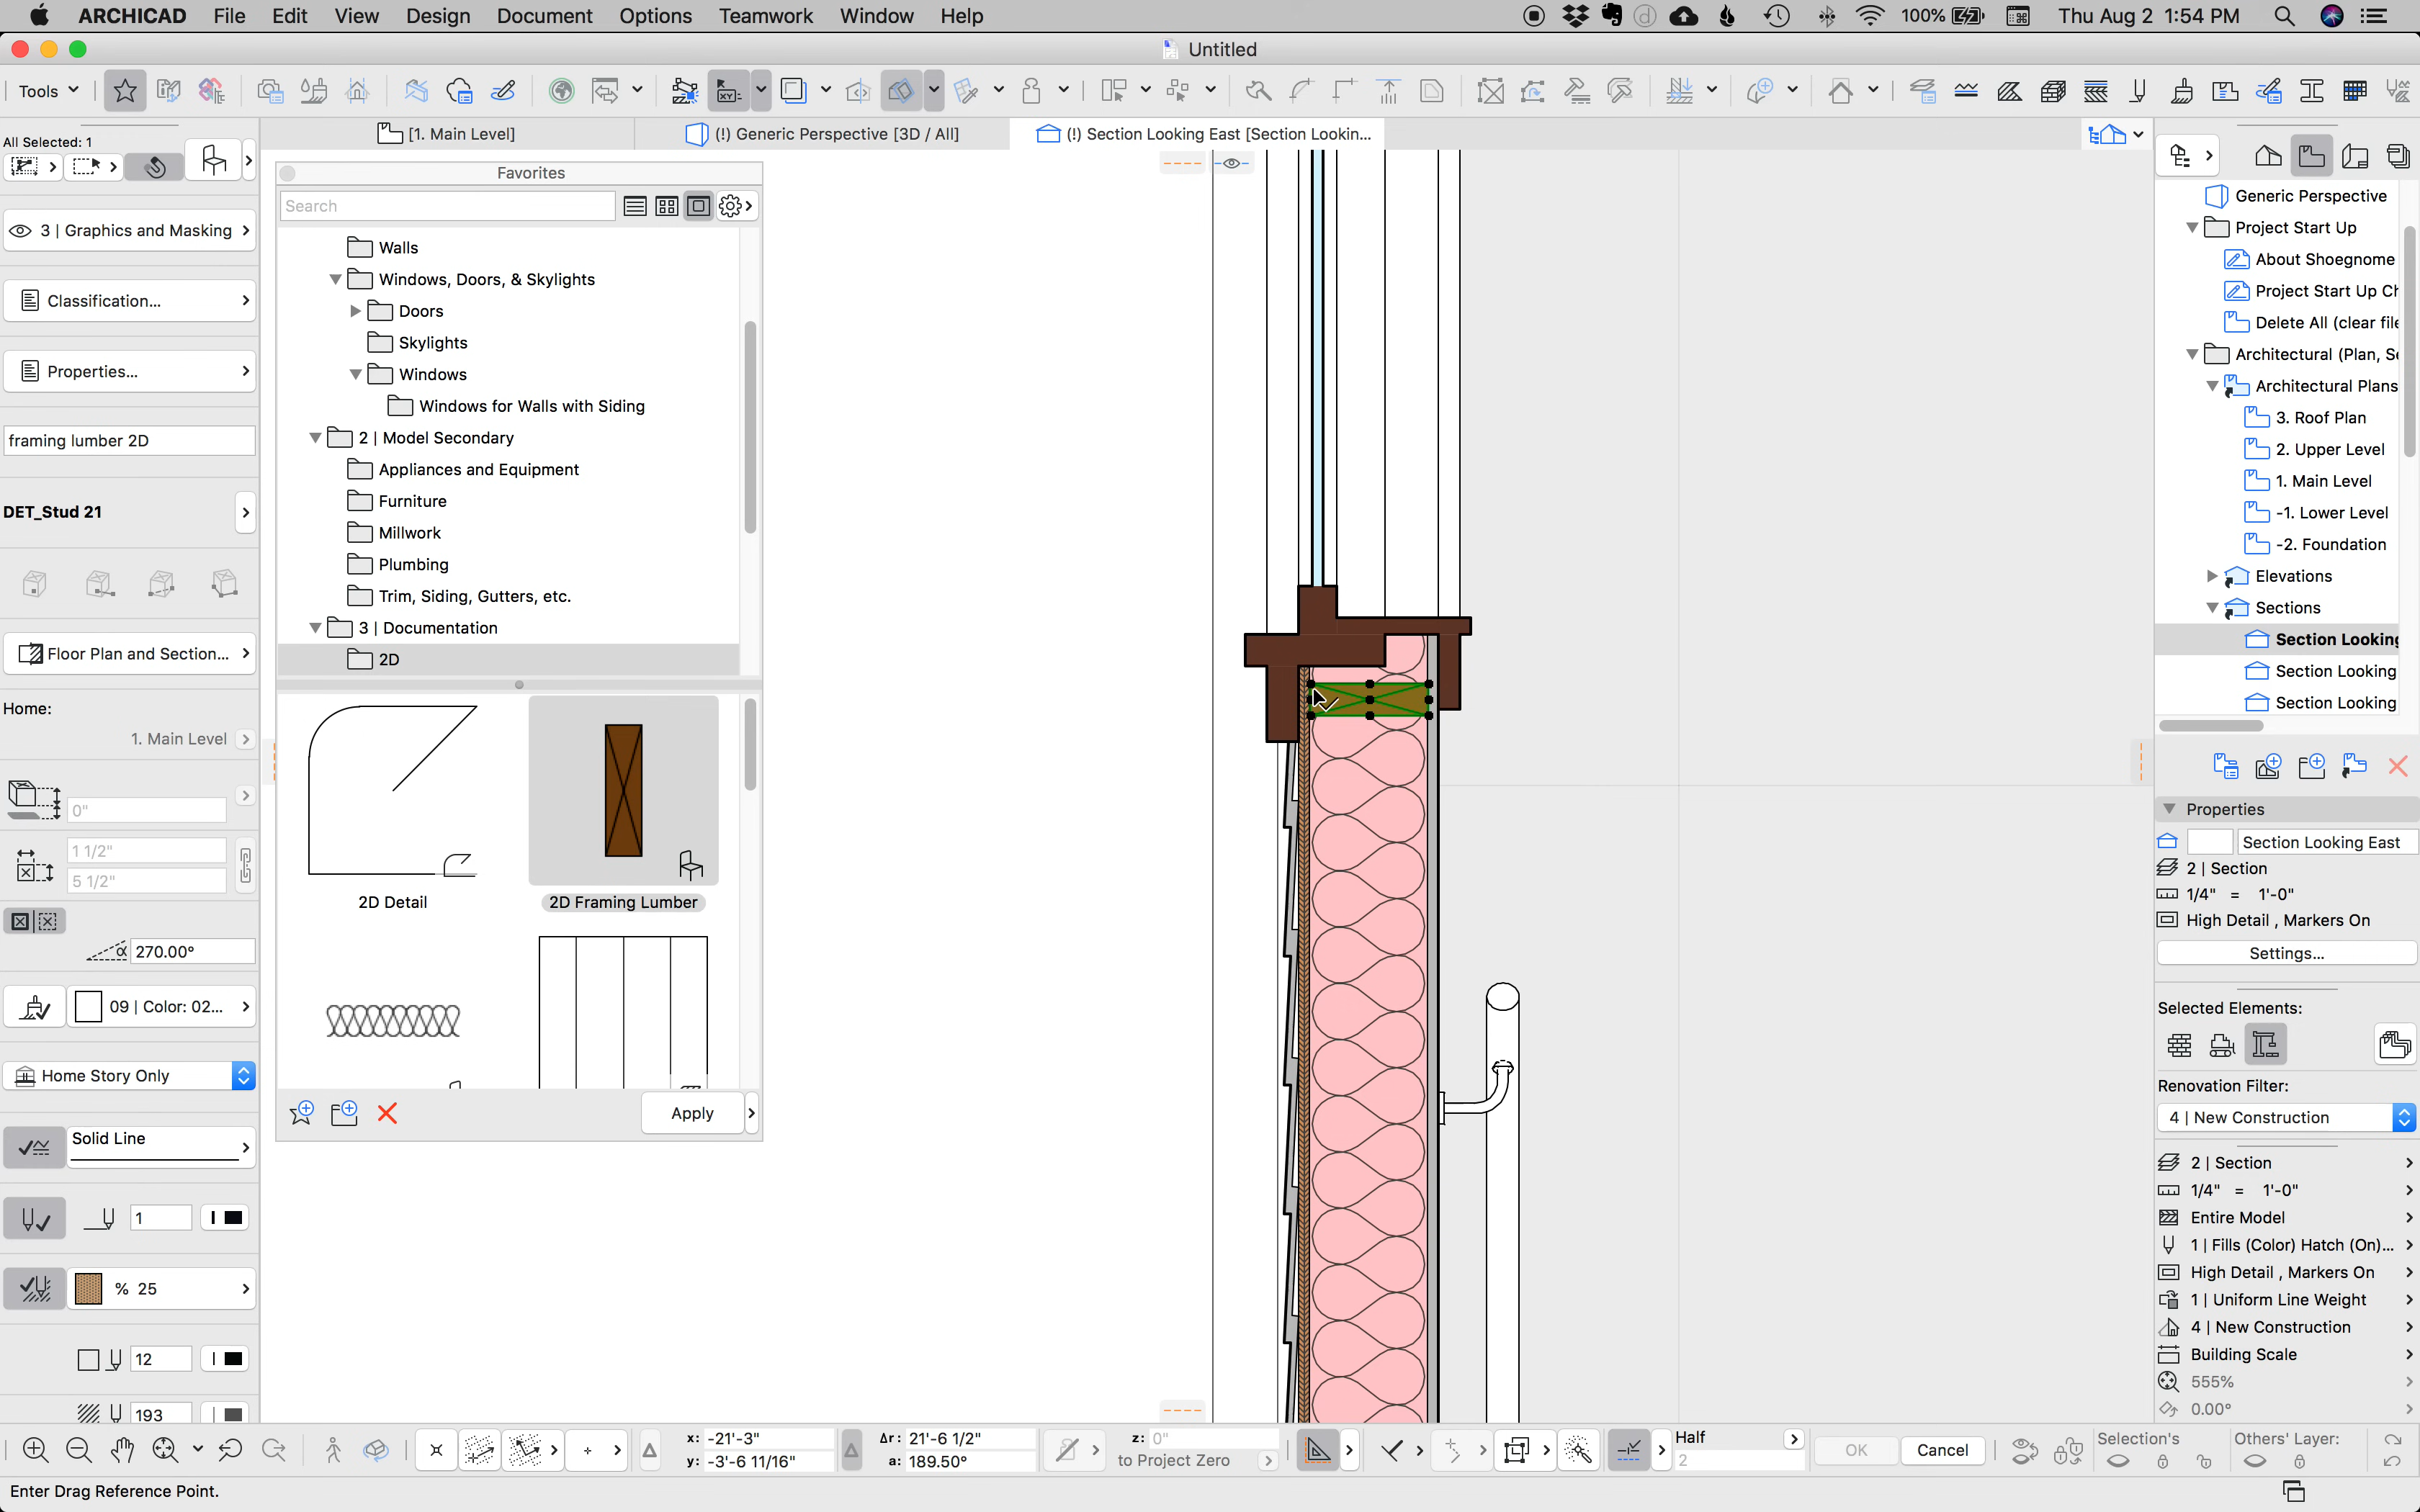 ARCHICAD File Edit View Design Document Options Teamwork Window Help 100% Thu Aug 2 1:54 PM
Untitled
Tools
[1. Main Level] (!) Generic Perspective [3D / All] (!) Section Looking East [Section Lookin...
All Selected: 1
3 | Graphics and Masking
Classification...
Properties...
framing lumber 2D
DET_Stud 21
Floor Plan and Section...
Home:
1. Main Level
0"
1 1/2"
5 1/2"
α 270.00°
09 | Color: 02...
Home Story Only
Solid Line
1
% 25
12
193
Favorites
Search
Walls
Windows, Doors, & Skylights
Doors
Skylights
Windows
Windows for Walls with Siding
2 | Model Secondary
Appliances and Equipment
Furniture
Millwork
Plumbing
Trim, Siding, Gutters, etc.
3 | Documentation
2D
2D Detail
2D Framing Lumber
Apply
Generic Perspective
Project Start Up
About Shoegnome
Project Start Up Ch
Delete All (clear file
Architectural (Plan, Se
Architectural Plans
3. Roof Plan
2. Upper Level
1. Main Level
-1. Lower Level
-2. Foundation
Elevations
Sections
Section Looking
Section Looking
Section Looking
Properties
Section Looking East
2 | Section
1/4" = 1'-0"
High Detail , Markers On
Settings...
Selected Elements:
Renovation Filter:
4 | New Construction
2 | Section
1/4" = 1'-0"
Entire Model
1 | Fills (Color) Hatch (On)...
High Detail , Markers On
1 | Uniform Line Weight
4 | New Construction
Building Scale
555%
0.00°
x: -21'-3"
y: -3'-6 11/16"
Δr: 21'-6 1/2"
a: 189.50°
z: 0"
to Project Zero
Half
2
OK
Cancel
Selection's
Others' Layer:
Enter Drag Reference Point.